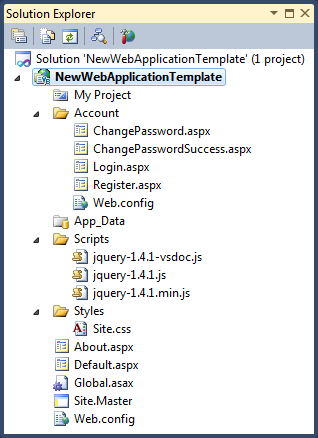 Solution Explorer
Solution 'NewWebApplicationTemplate' (1 project)
NewWebApplicationTemplate
My Project
Account
ChangePassword.aspx
ChangePasswordSuccess.aspx
Login.aspx
Register.aspx
Web.config
App_Data
Scripts
jquery-1.4.1-vsdoc.js
jquery-1.4.1.js
jquery-1.4.1.min.js
Styles
Site.css
About.aspx
Default.aspx
Global.asax
Site.Master
Web.config